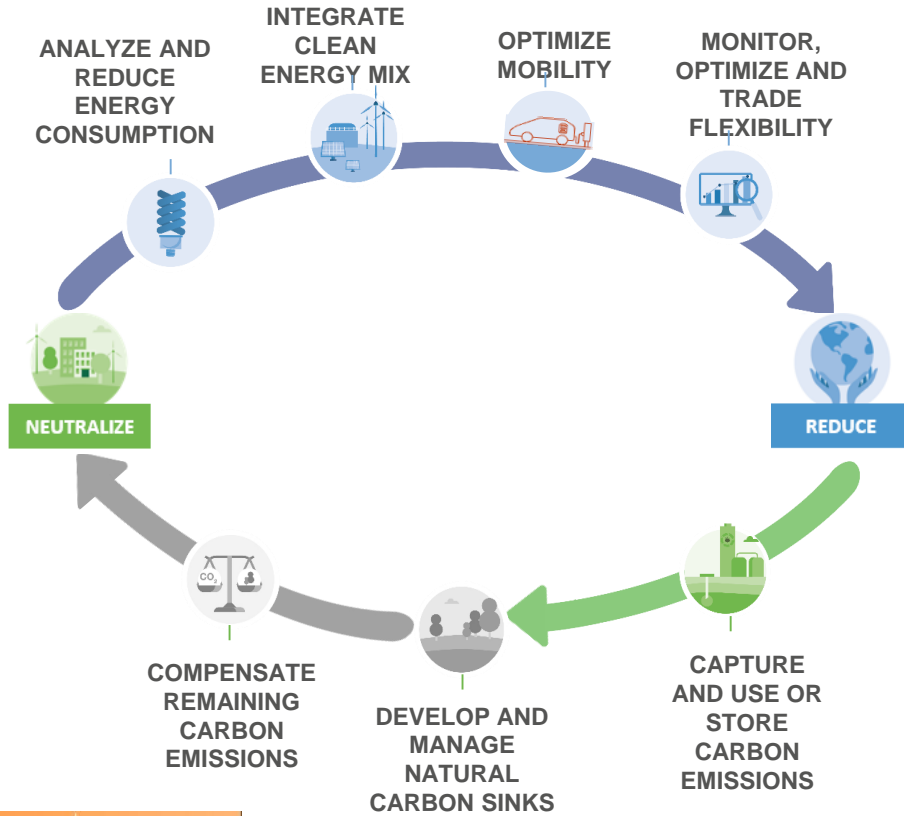 ANALYZE AND
REDUCE
ENERGY
CONSUMPTION
INTEGRATE
CLEAN
ENERGY MIX
OPTIMIZE
MOBILITY
MONITOR,
OPTIMIZE AND
TRADE
FLEXIBILITY
NEUTRALIZE
REDUCE
CO₂
COMPENSATE
REMAINING
CARBON
EMISSIONS
DEVELOP AND
MANAGE
NATURAL
CARBON SINKS
CAPTURE
AND USE OR
STORE
CARBON
EMISSIONS